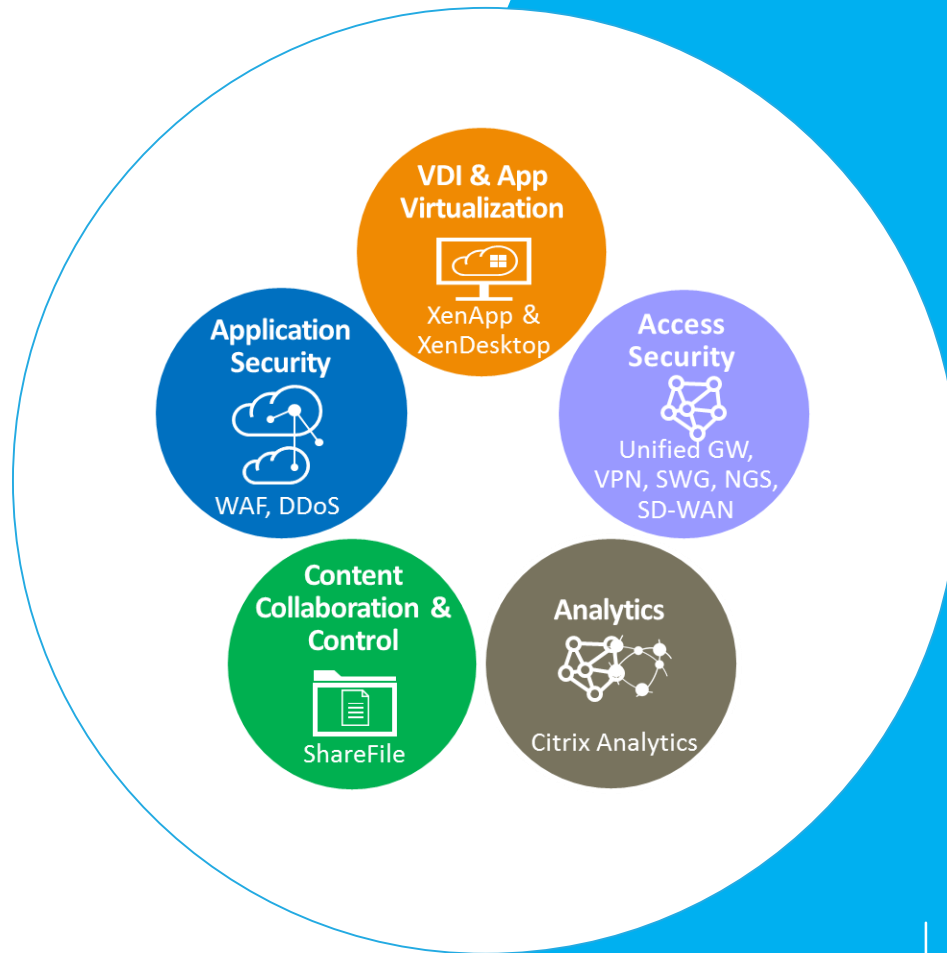 VDI & App
Virtualization
XenApp &
XenDesktop
Application
Security
WAF, DDoS
Access
Security
Unified GW,
VPN, SWG, NGS,
SD-WAN
Content
Collaboration &
Control
ShareFile
Analytics
Citrix Analytics